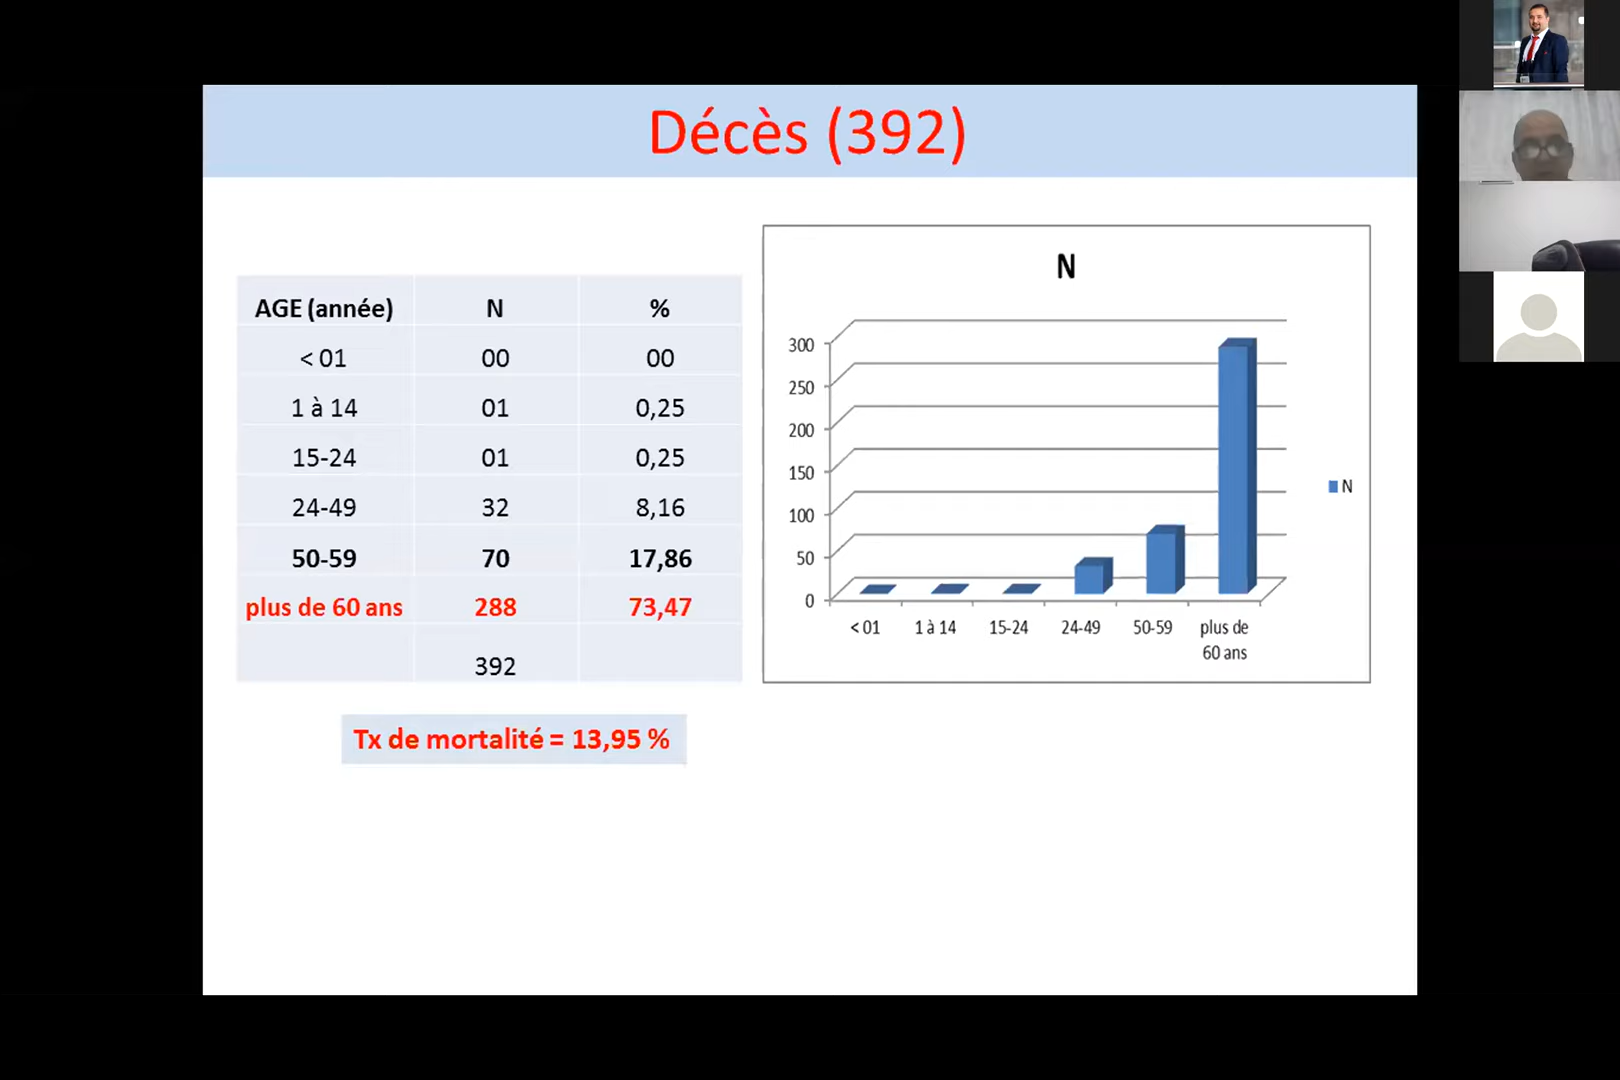 Décès (392)
AGE (année) N %
< 01 00 00
1 à 14 01 0,25
15-24 01 0,25
24-49 32 8,16
50-59 70 17,86
plus de 60 ans 288 73,47
392
Tx de mortalité = 13,95 %
N
300
250
200
150
100
50
0
< 01 1 à 14 15-24 24-49 50-59 plus de
60 ans
N